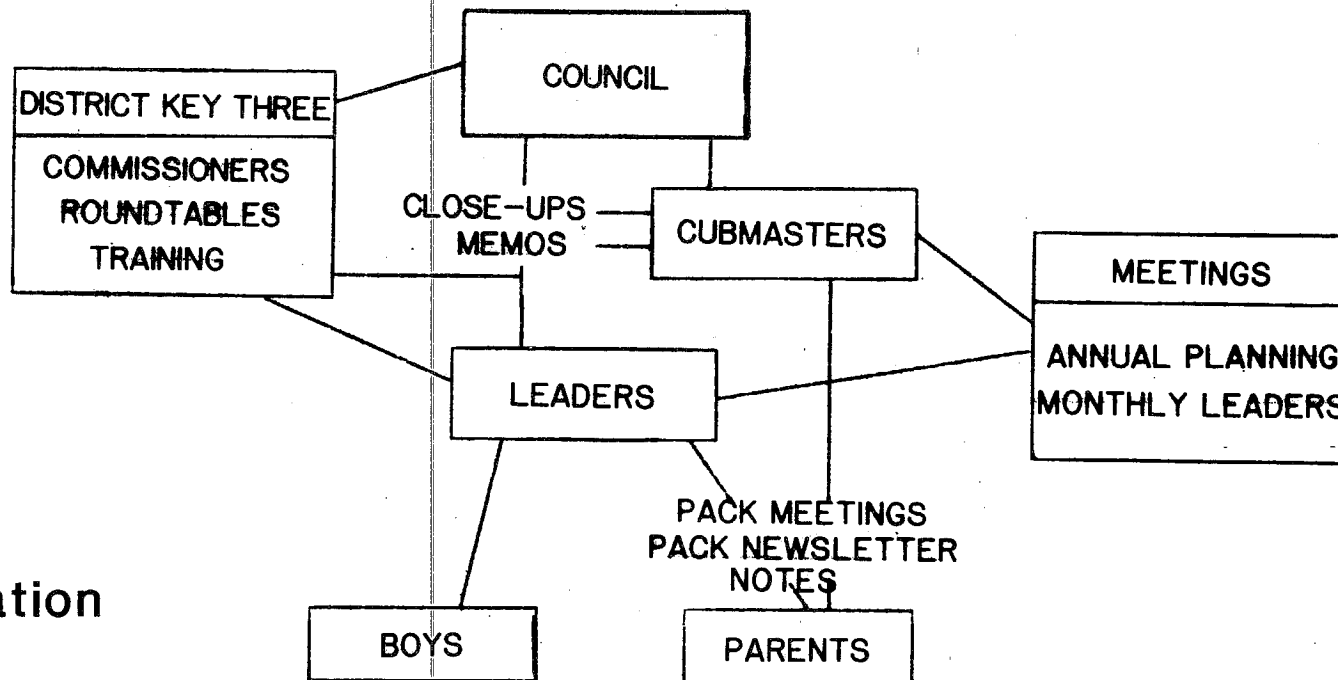 COUNCIL
DISTRICT KEY THREE
COMMISSIONERS
ROUNDTABLES
TRAINING
CLOSE-UPS
MEMOS
CUBMASTERS
MEETINGS
ANNUAL PLANNING
MONTHLY LEADERS
LEADERS
PACK MEETINGS
PACK NEWSLETTER
NOTES
ation
BOYS
PARENTS